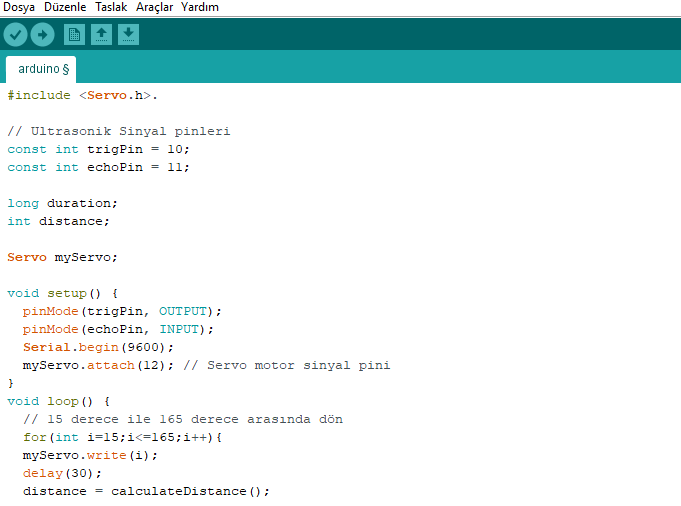 Dosya Düzenle Taslak Araçlar Yardım
arduino §
#include <Servo.h>.
// Ultrasonik Sinyal pinleri
const int trigPin = 10;
const int echoPin = 11;
long duration;
int distance;
Servo myServo;
void setup() {
pinMode(trigPin, OUTPUT);
pinMode(echoPin, INPUT);
Serial.begin(9600);
myServo.attach(12); // Servo motor sinyal pini
}
void loop() {
// 15 derece ile 165 derece arasında dön
for(int i=15;i<=165;i++){
myServo.write(i);
delay(30);
distance = calculateDistance();